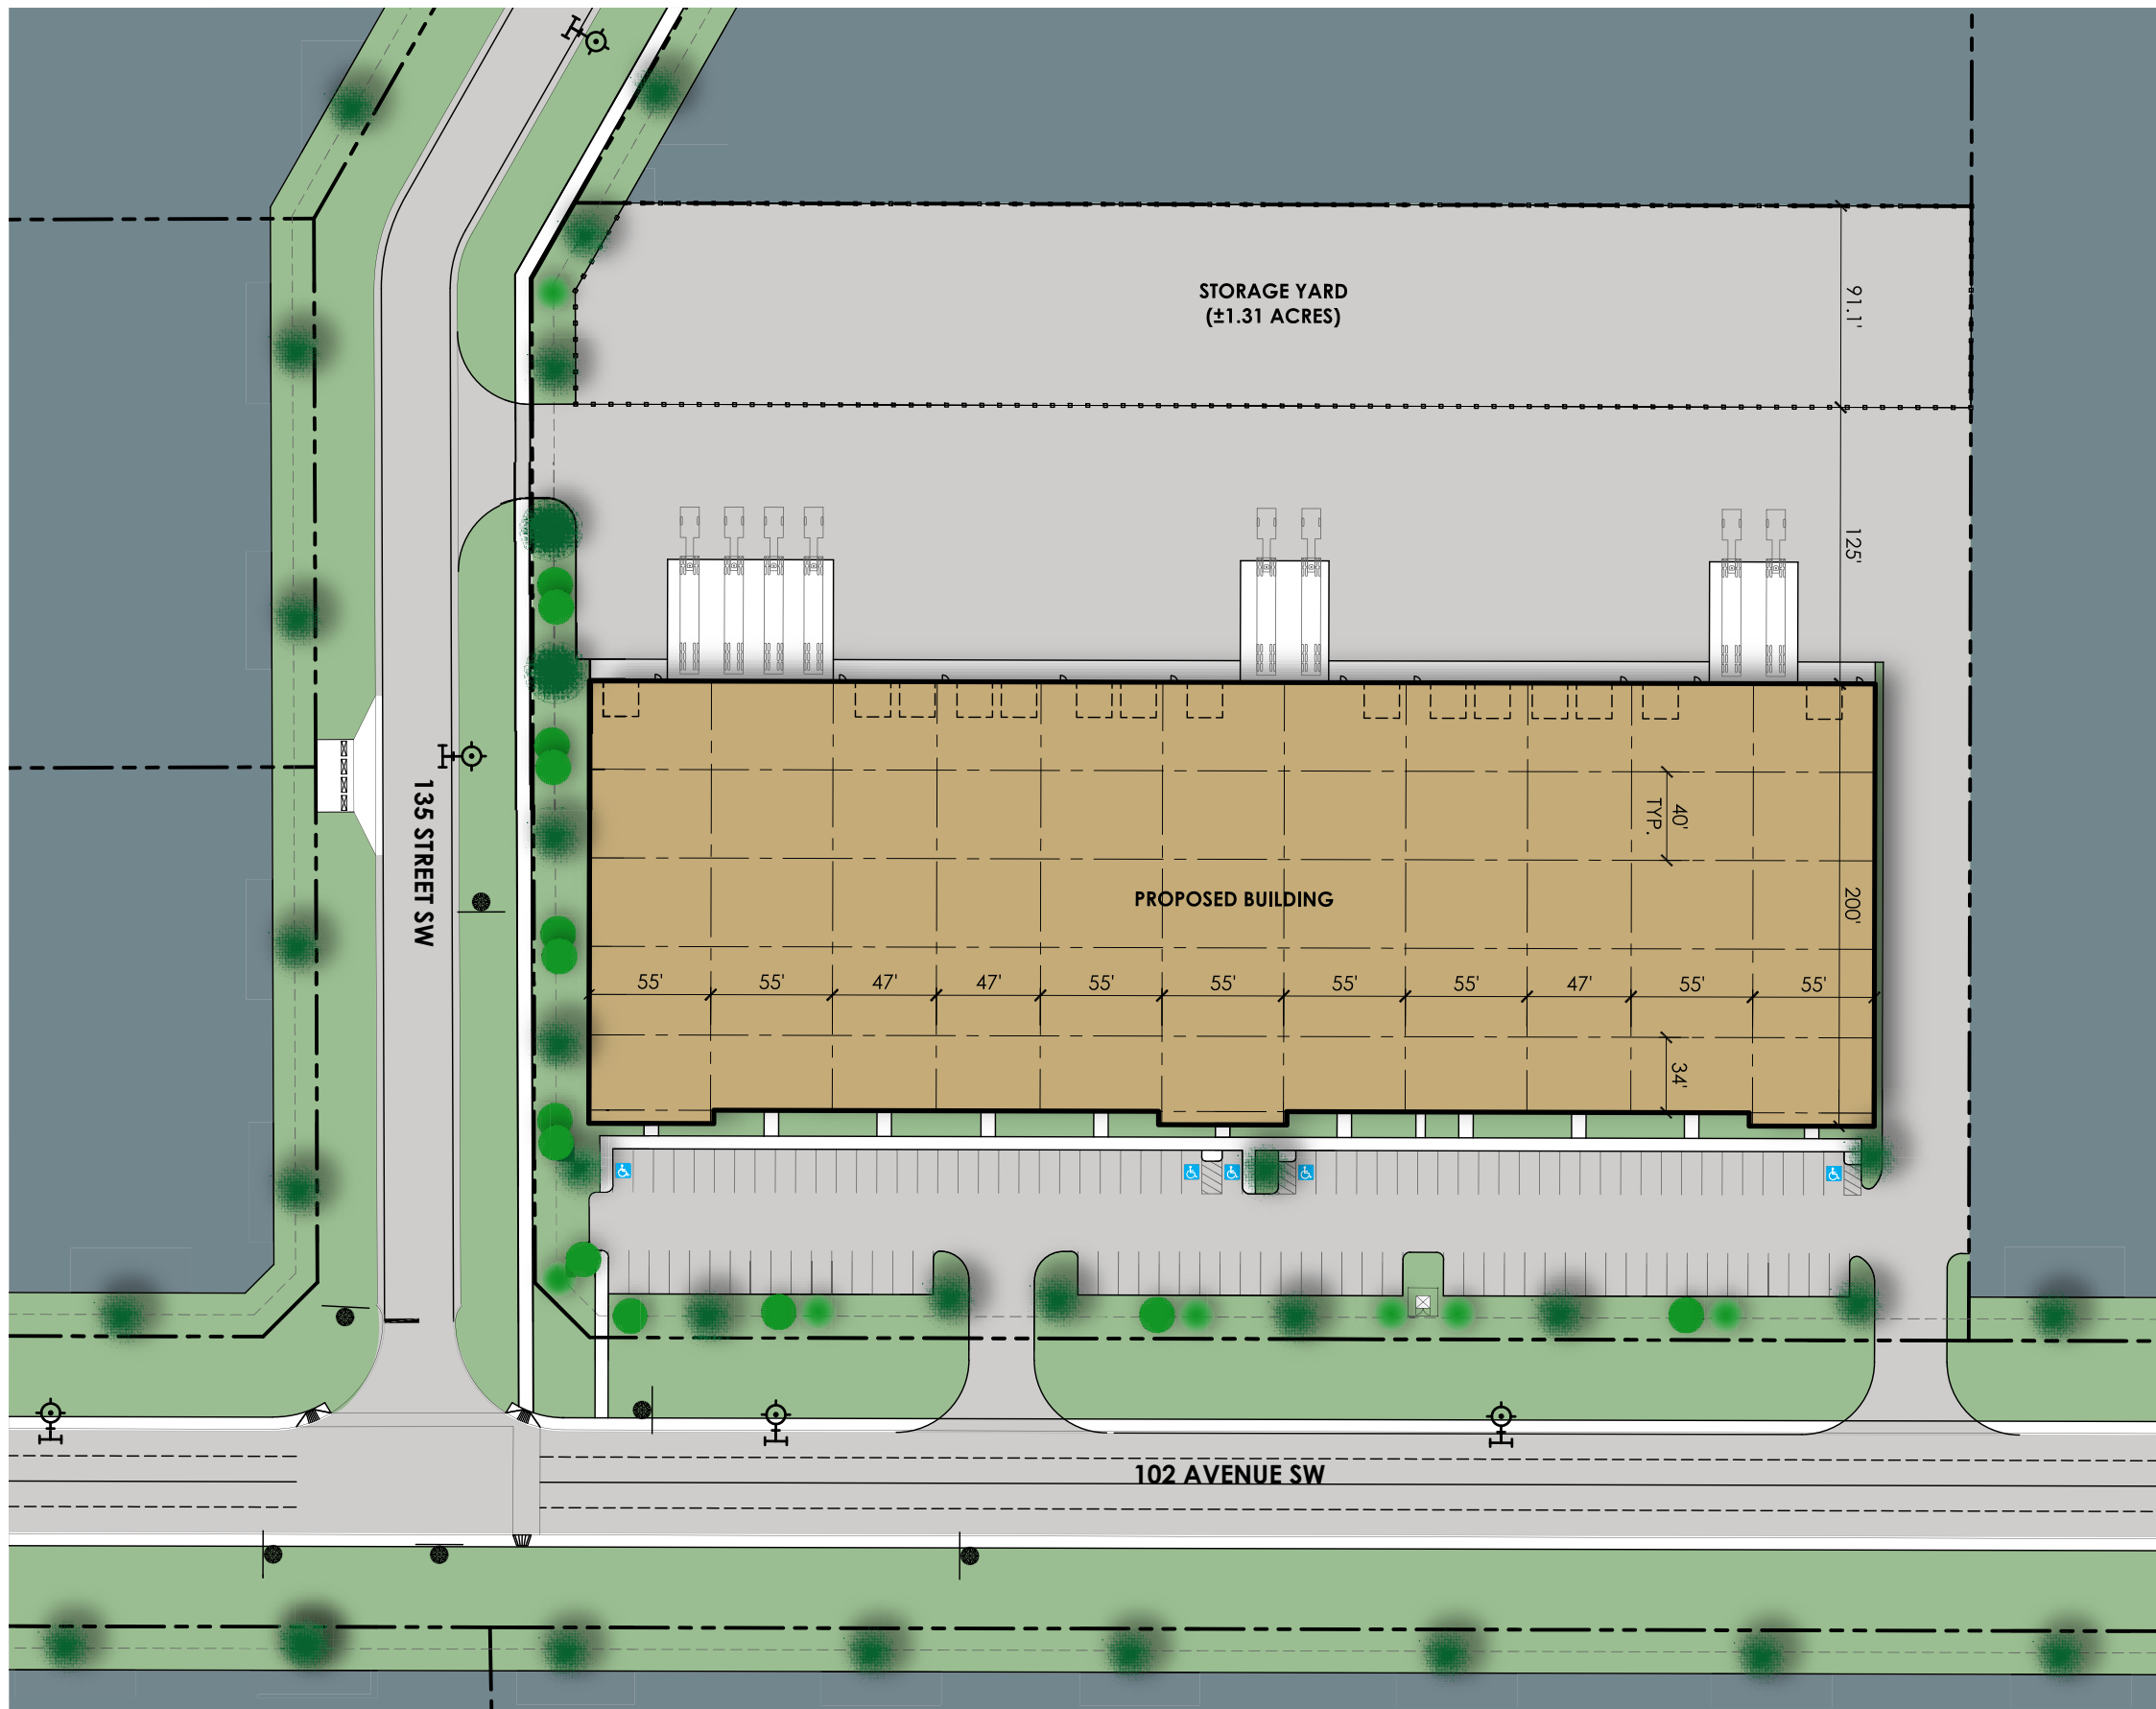 STORAGE YARD
(±1.31 ACRES)
91.1'
125'
135 STREET SW
40'
TYP.
PROPOSED BUILDING
200'
55'
55'
47'
47'
55'
55'
55'
55'
47'
55'
55'
34'
102 AVENUE SW